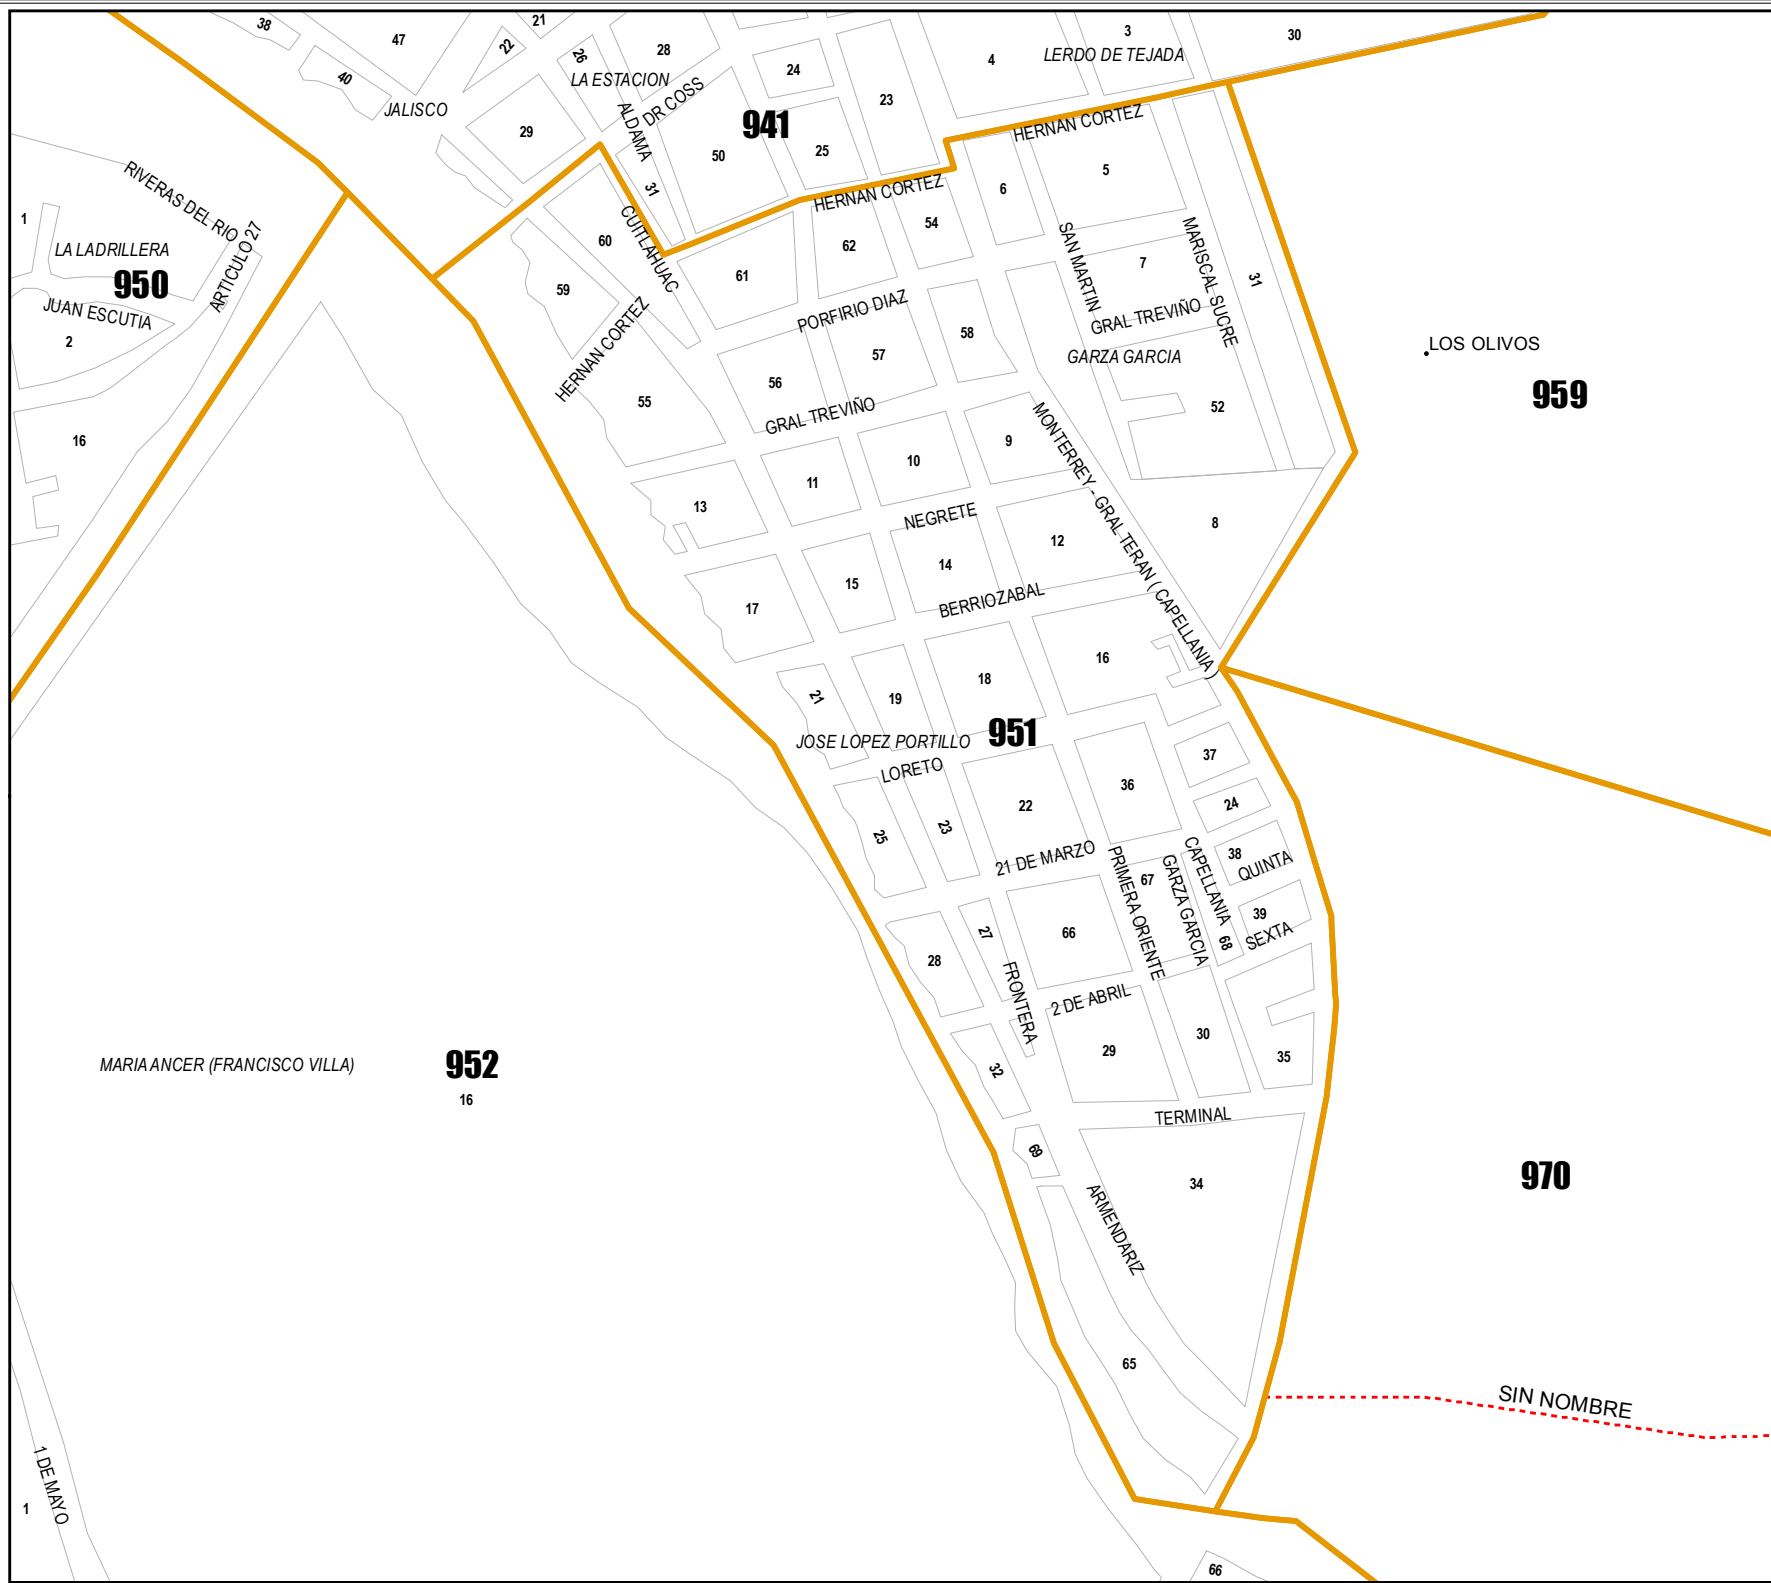 38
47
21
22
26
28
LA ESTACION
24
4
3
LERDO DE TEJADA
30
40
JALISCO
29
ALDAMA
DR COSS
941
23
50
25
31
HERNAN CORTEZ
HERNAN CORTEZ
5
6
RIVERAS DEL RIO
1
LA LADRILLERA
950
ARTICULO 27
JUAN ESCUTIA
2
16
60
CUITLAHUAC
59
61
62
54
SAN MARTIN
7
MARISCAL SUCRE
31
HERNAN CORTEZ
PORFIRIO DIAZ
58
GRAL TREVIÑO
GARZA GARCIA
LOS OLIVOS
959
55
56
57
GRAL TREVIÑO
52
9
MONTERREY - GRAL TERAN ( CAPELLANIA )
10
11
13
NEGRETE
8
12
14
15
17
BERRIOZABAL
16
18
19
21
JOSE LOPEZ PORTILLO
951
LORETO
37
36
24
22
23
25
21 DE MARZO
PRIMERA ORIENTE
67
GARZA GARCIA
CAPELLANIA
38
QUINTA
39
SEXTA
68
66
27
28
FRONTERA
2 DE ABRIL
30
29
35
32
MARIA ANCER (FRANCISCO VILLA)
952
16
TERMINAL
69
34
970
ARMENDARIZ
65
SIN NOMBRE
1 DE MAYO
1
66